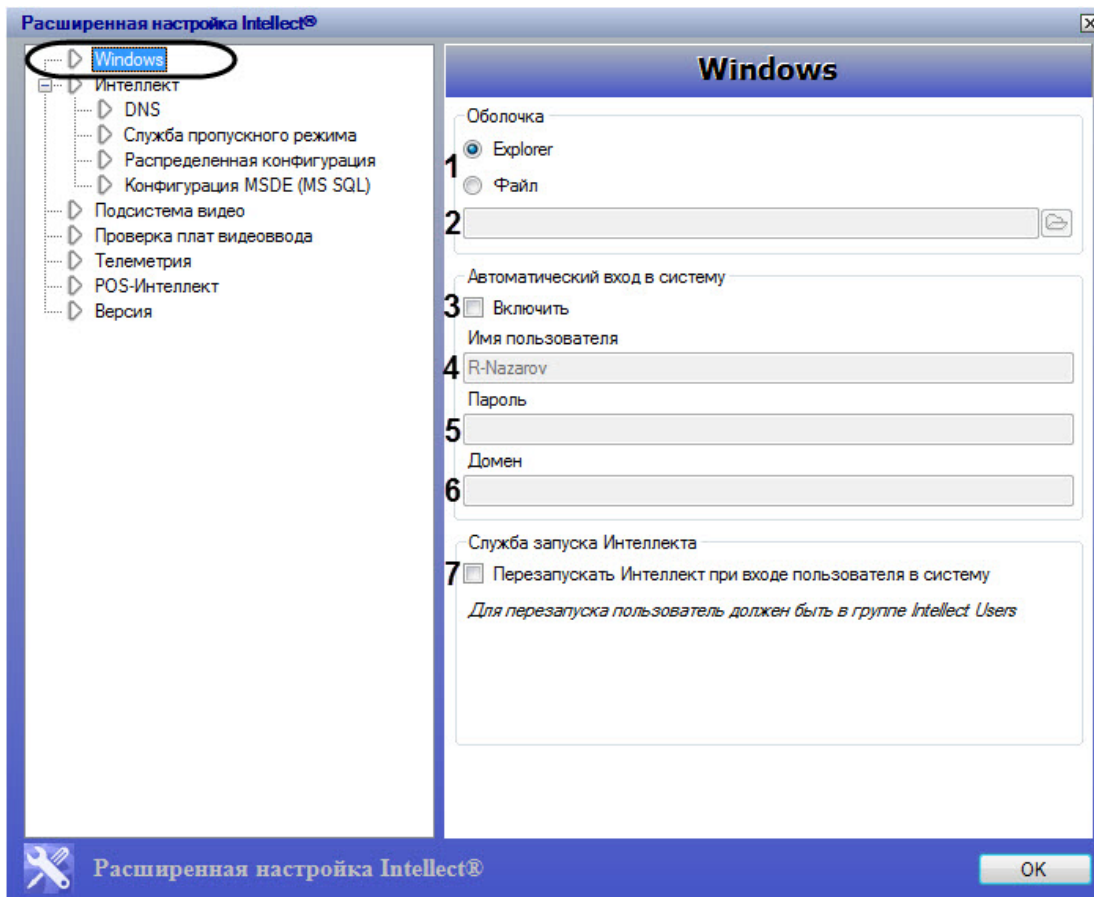 Расширенная настройка Intellect®
Windows
Интеллект
DNS
Служба пропускного режима
Распределенная конфигурация
Конфигурация MSDE (MS SQL)
Подсистема видео
Проверка плат видеоввода
Телеметрия
POS-Интеллект
Версия
Windows
Оболочка
1
Explorer
Файл
2
Автоматический вход в систему
3 Включить
Имя пользователя
4 R-Nazarov
Пароль
5
Домен
6
Служба запуска Интеллекта
7 Перезапускать Интеллект при входе пользователя в систему
Для перезапуска пользователь должен быть в группе Intellect Users
Расширенная настройка Intellect®
OK